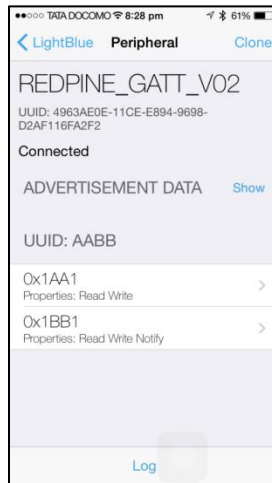 TATA DOCOMO 8:28 pm 61%
LightBlue Peripheral Clone
REDPINE_GATT_V02
UUID: 4963AE0E-11CE-E894-9698-
D2AF116FA2F2
Connected
ADVERTISEMENT DATA Show
UUID: AABB
0x1AA1
Properties: Read Write
0x1BB1
Properties: Read Write Notify
Log